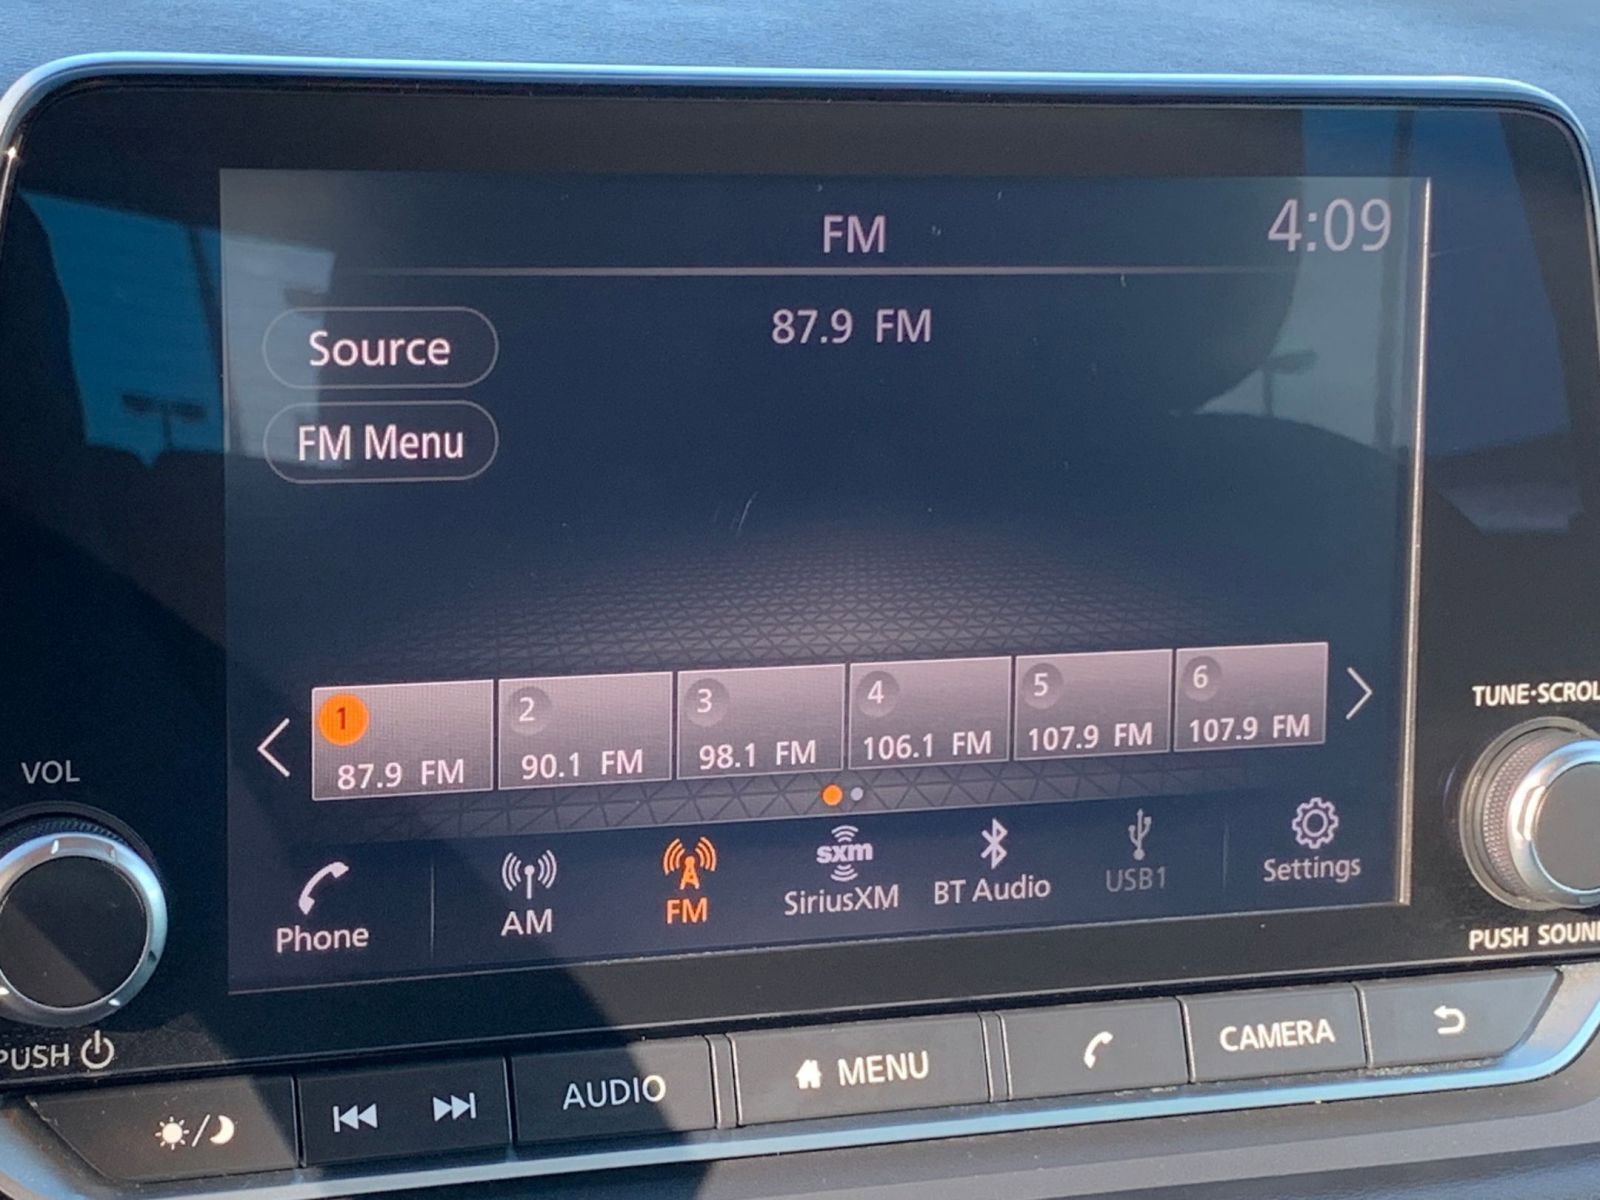 FM 4:09
87.9 FM
Source
FM Menu
1 2 3 4 5 6
87.9 FM 90.1 FM 98.1 FM 106.1 FM 107.9 FM 107.9 FM
Phone AM FM sxm SiriusXM BT Audio USB1 Settings
VOL
PUSH
TUNE·SCROL
PUSH SOUN
AUDIO MENU CAMERA